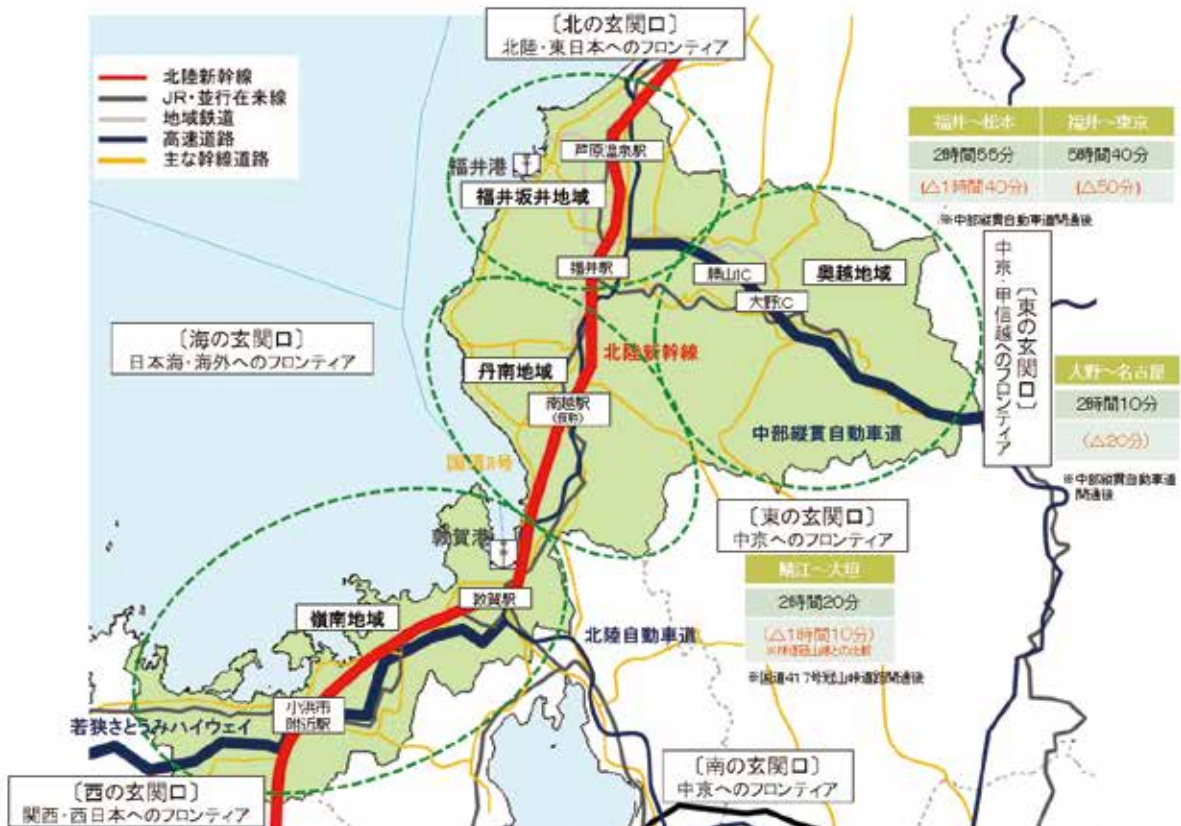 〔北の玄関口〕
北陸・東日本へのフロンティア
北陸新幹線
JR・並行在来線
地域鉄道
高速道路
主な幹線道路
福井～松本
福井～東京
2時間55分
5時間40分
(△1時間40分)
(△50分)
※中部縦貫自動車道開通後
芦原温泉駅
福井港
福井坂井地域
福井駅
勝山IC
奥越地域
大野IC
〔東の玄関口〕
中京・甲信越へのフロンティア
〔海の玄関口〕
日本海・海外へのフロンティア
北陸新幹線
丹南地域
南越駅
(仮称)
中部縦貫自動車道
大野～名古屋
2時間10分
(△20分)
※中部縦貫自動車道
開通後
国道8号
〔東の玄関口〕
中京へのフロンティア
敦賀港
鯖江～大垣
2時間20分
(△1時間10分)
※国道417号冠山峠道路開通後
敦賀駅
嶺南地域
北陸自動車道
小浜市
附近駅
若狭さとうみハイウェイ
〔南の玄関口〕
中京へのフロンティア
〔西の玄関口〕
関西・西日本へのフロンティア